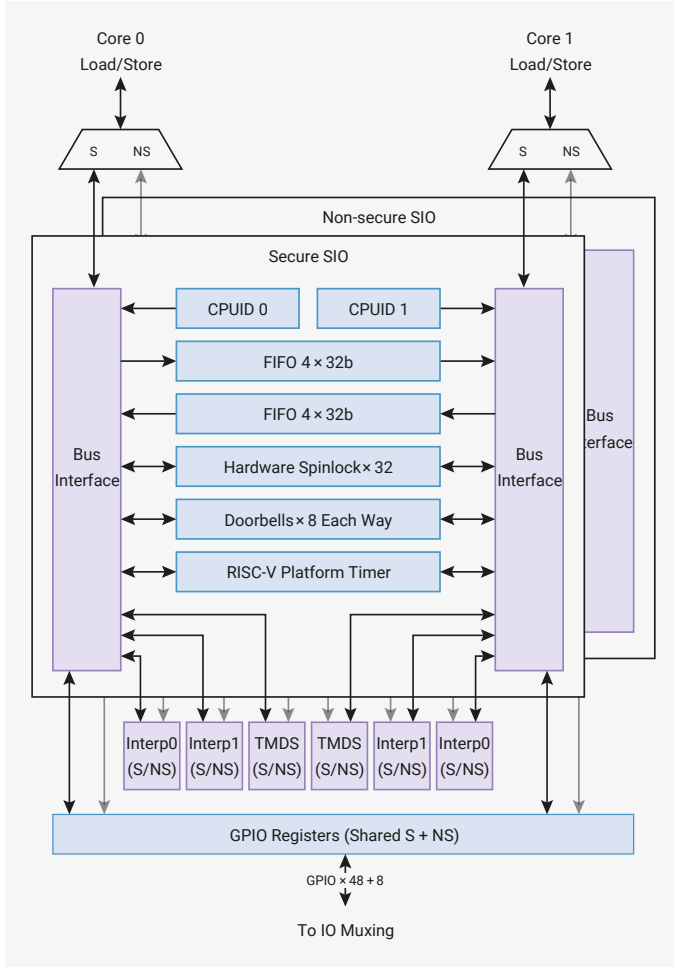 Core 0
Load/Store
Core 1
Load/Store
S NS
S NS
Non-secure SIO
Secure SIO
CPUID 0
CPUID 1
FIFO 4 × 32b
FIFO 4 × 32b
Hardware Spinlock × 32
Doorbells × 8 Each Way
RISC-V Platform Timer
Bus
Interface
Bus
Interface
Bus
terface
Interp0
(S/NS)
Interp1
(S/NS)
TMDS
(S/NS)
TMDS
(S/NS)
Interp1
(S/NS)
Interp0
(S/NS)
GPIO Registers (Shared S + NS)
GPIO × 48 + 8
To IO Muxing